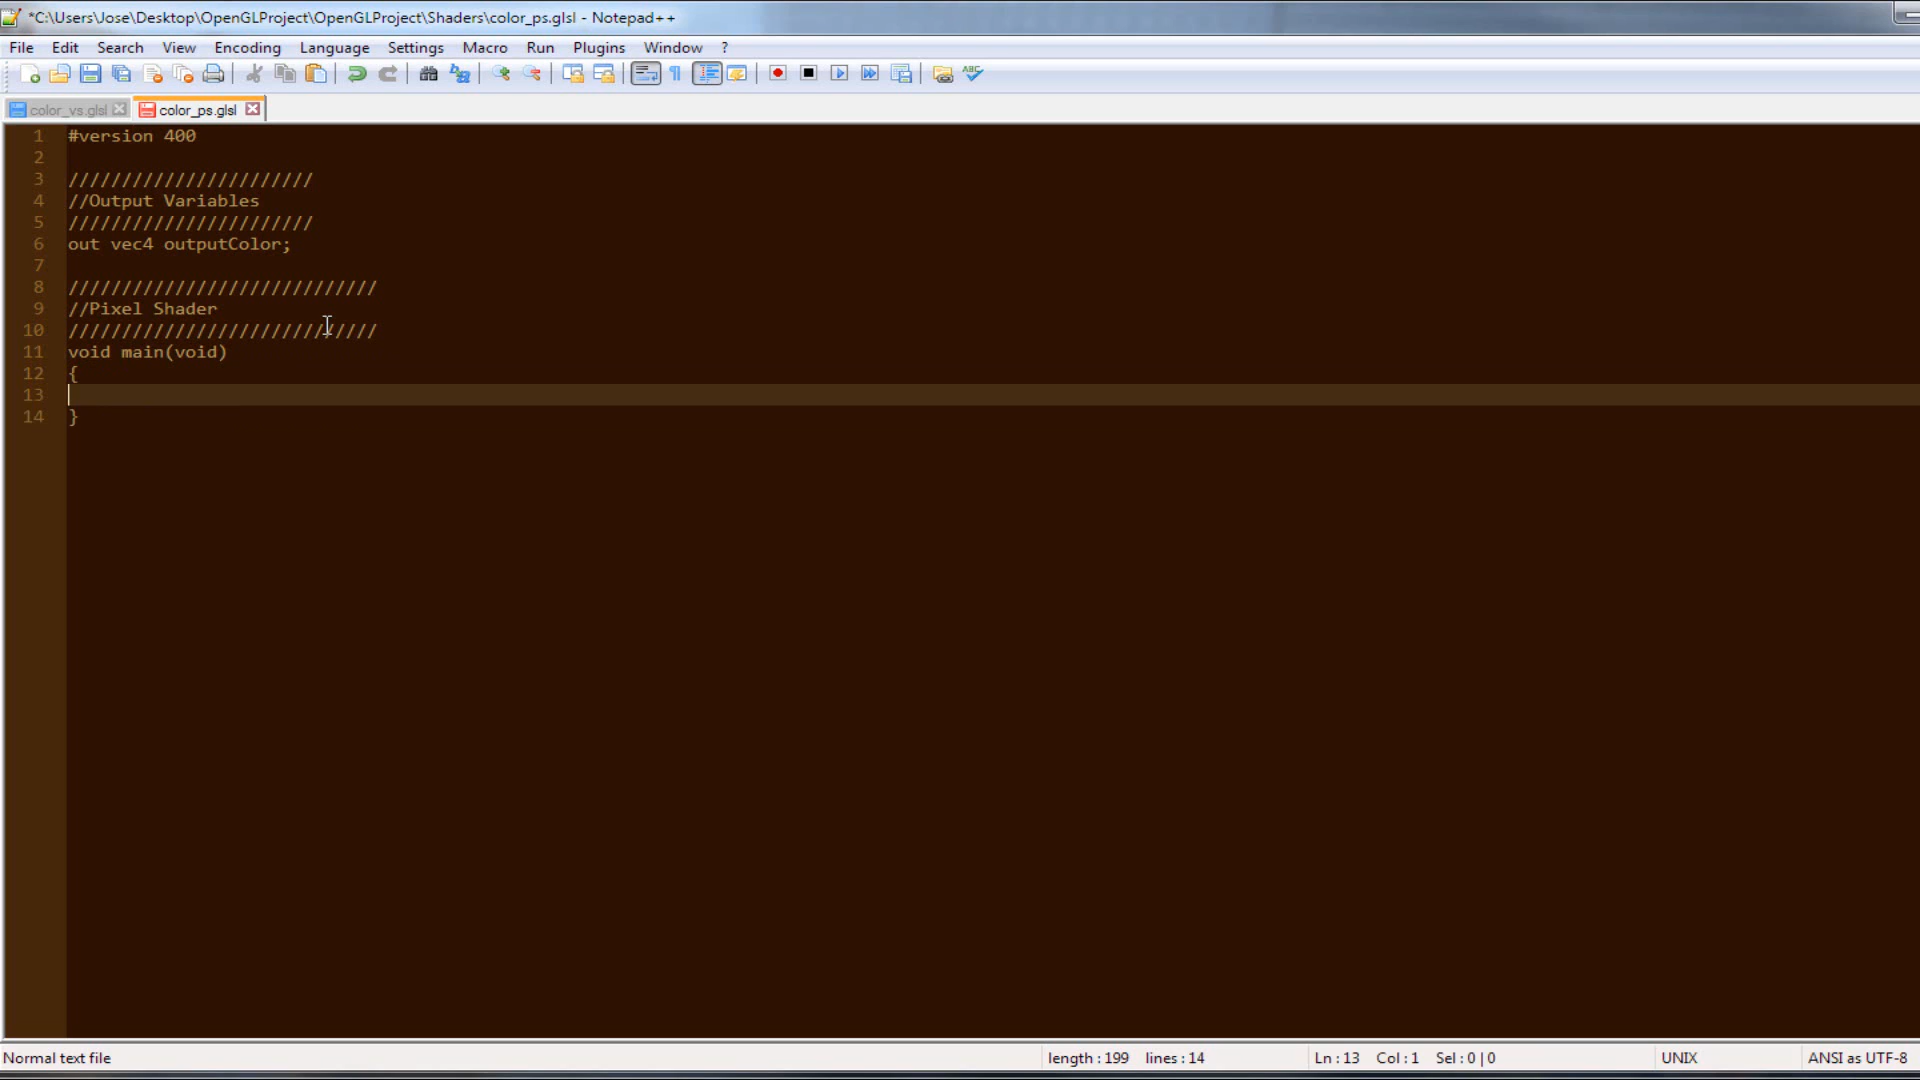 *C:\Users\Jose\Desktop\OpenGLProject\OpenGLProject\Shaders\color_ps.glsl - Notepad++
File Edit Search View Encoding Language Settings Macro Run Plugins Window ?
color_vs.glsl color_ps.glsl
1 #version 400
2
3 ///////////////////////
4 //Output Variables
5 ///////////////////////
6 out vec4 outputColor;
7
8 /////////////////////////////
9 //Pixel Shader
10 /////////////////////////////
11 void main(void)
12 {
13
14 }
Normal text file length : 199 lines : 14 Ln : 13 Col : 1 Sel : 0 | 0 UNIX ANSI as UTF-8